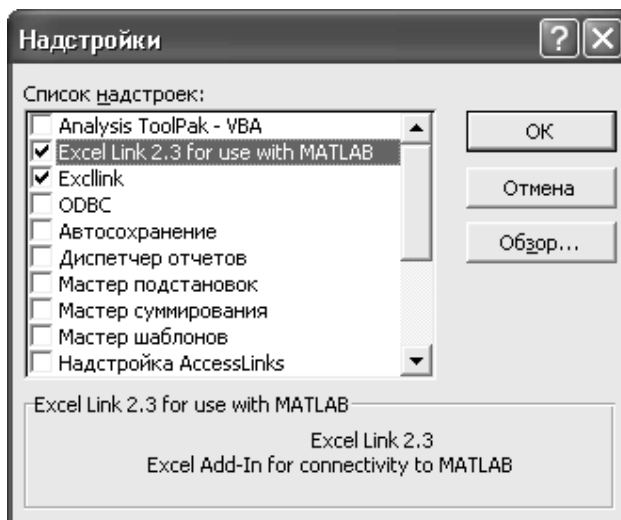 Надстройки
Список надстроек:
Analysis ToolPak - VBA
Excel Link 2.3 for use with MATLAB
Excllink
ODBC
Автосохранение
Диспетчер отчетов
Мастер подстановок
Мастер суммирования
Мастер шаблонов
Надстройка AccessLinks
ОК
Отмена
Обзор...
Excel Link 2.3 for use with MATLAB
Excel Link 2.3
Excel Add-In for connectivity to MATLAB